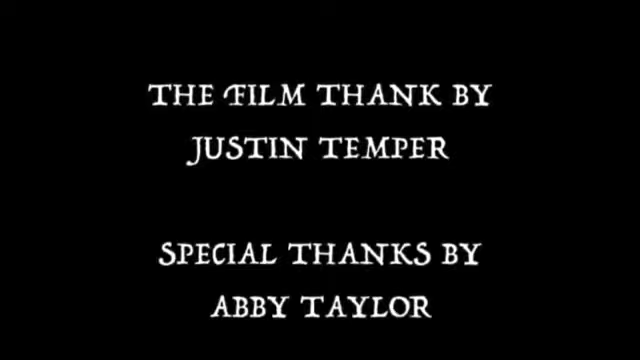 THE FILM THANK BY
JUSTIN TEMPER
SPECIAL THANKS BY
ABBY TAYLOR